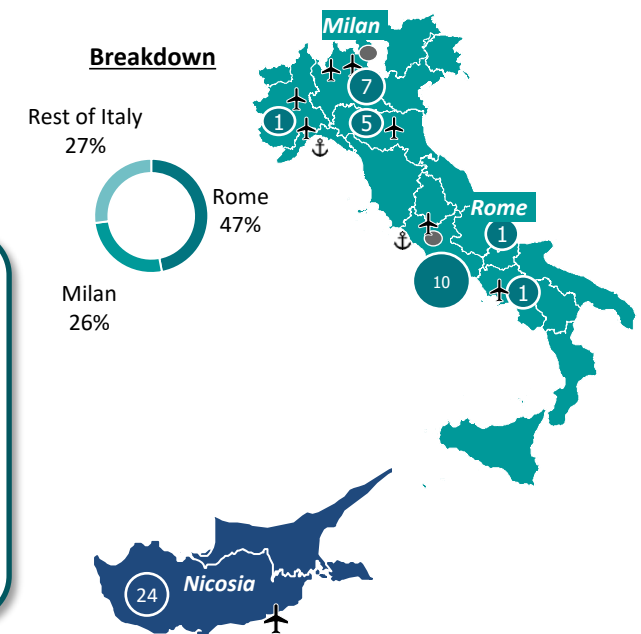 Breakdown
Rest of Italy
27%
Rome
47%
Milan
26%
Milan
7
1
5
Rome
1
10
1
Nicosia
24